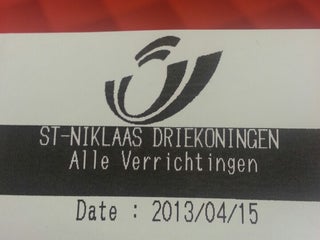 ST-NIKLAAS DRIEKONINGEN
Alle Verrichtingen
Date : 2013/04/15